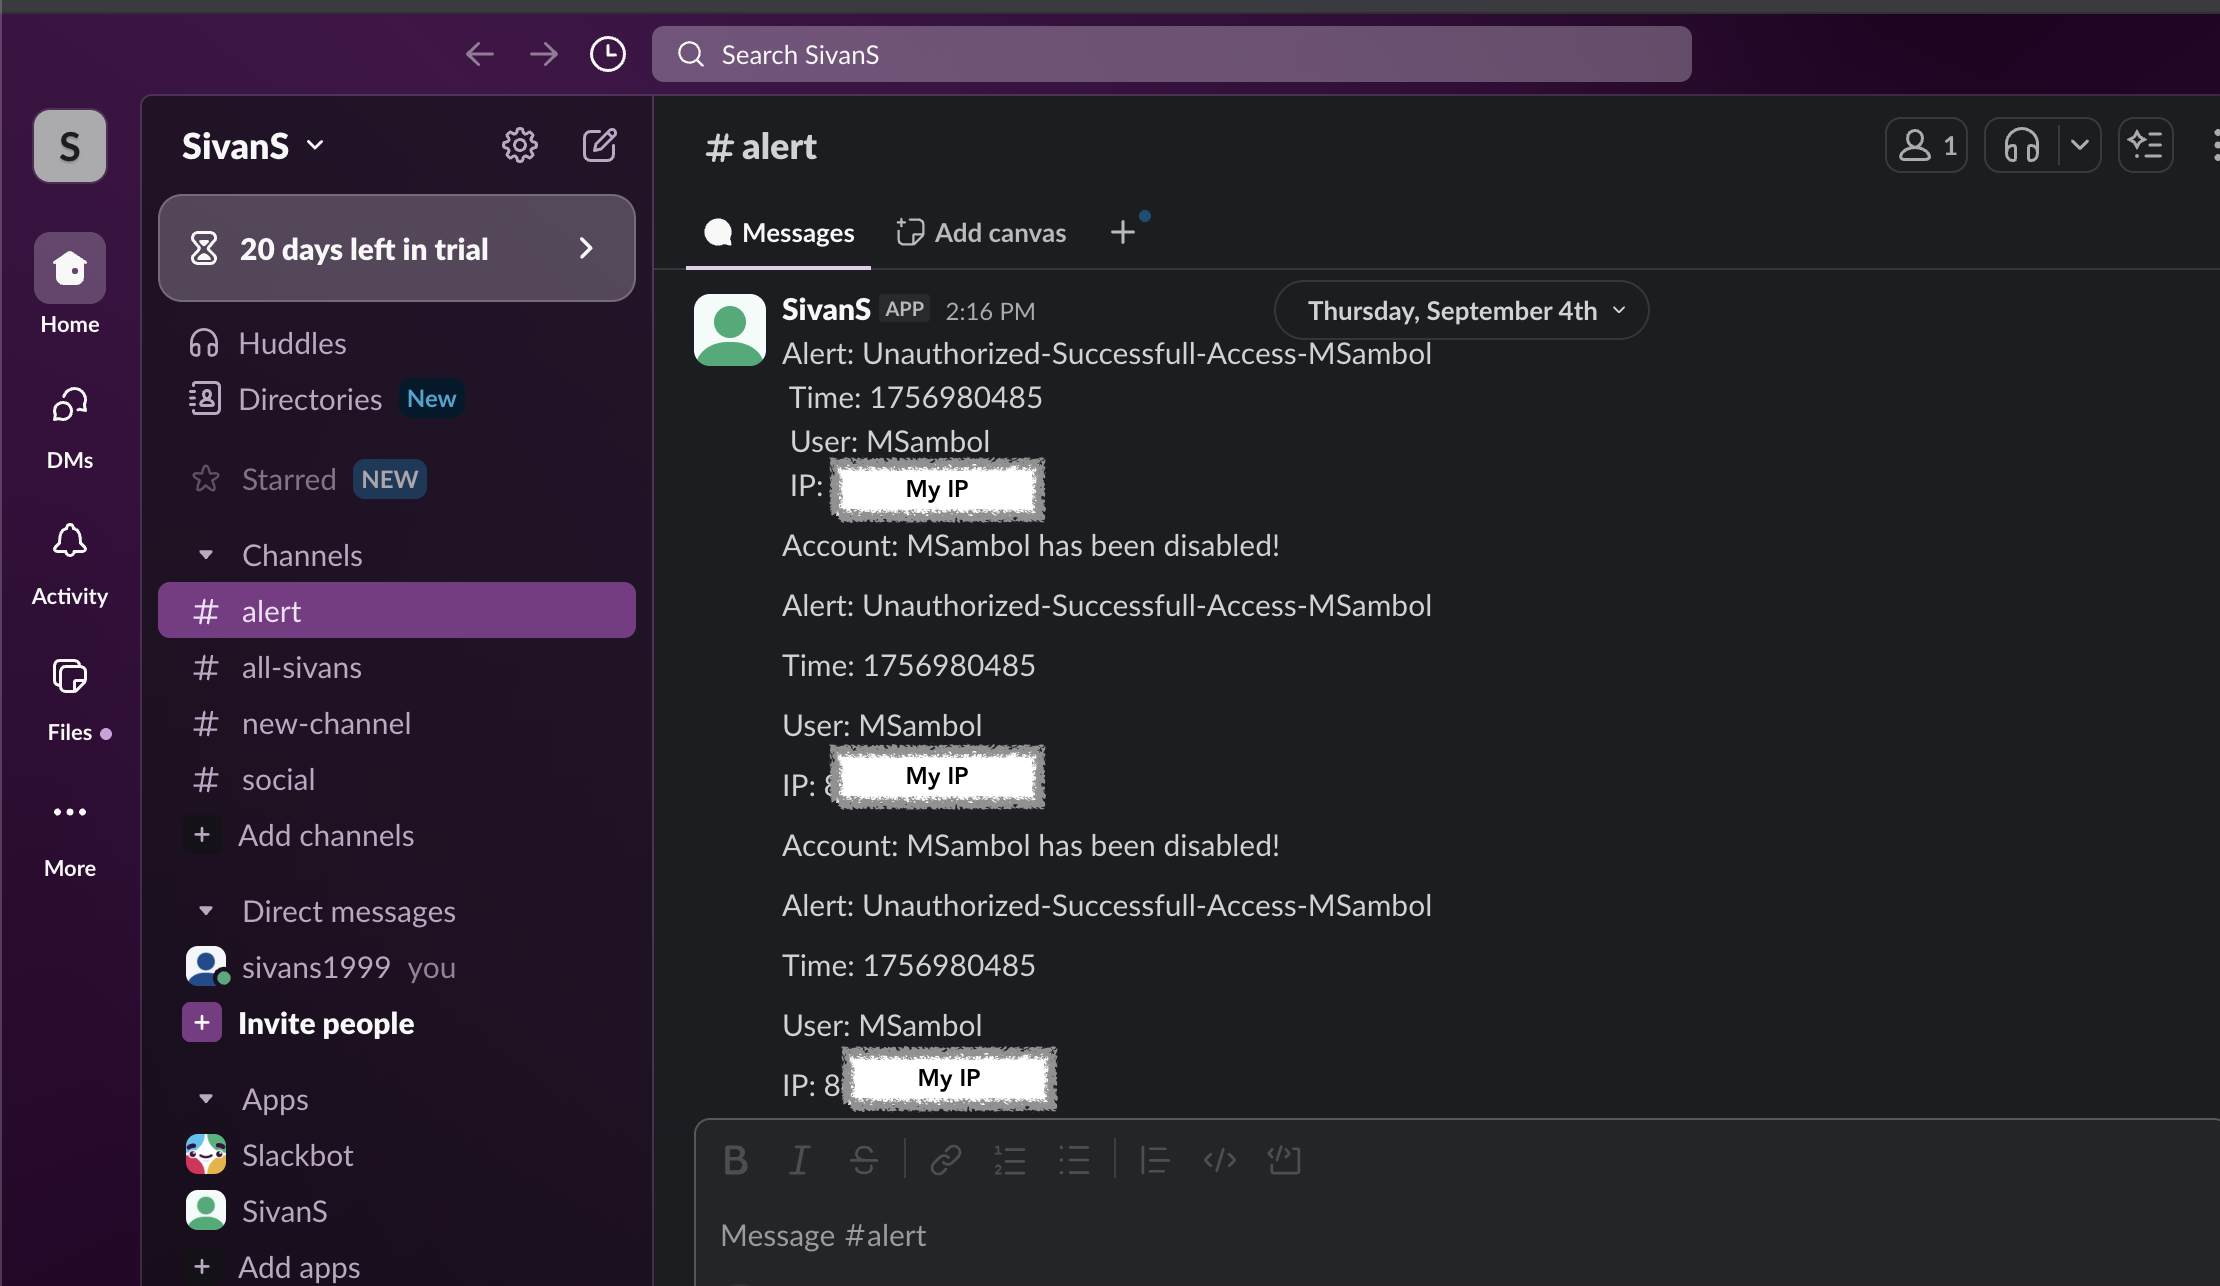 Search SivanS
S
Home
DMs
Activity
Files
More
SivanS
20 days left in trial
Huddles
Directories New
Starred NEW
Channels
# alert
# all-sivans
# new-channel
# social
+ Add channels
Direct messages
sivans1999 you
+ Invite people
Apps
Slackbot
SivanS
+ Add apps
# alert
1
Messages
Add canvas
+
Thursday, September 4th
SivanS APP 2:16 PM
Alert: Unauthorized-Successfull-Access-MSambol
Time: 1756980485
User: MSambol
IP: My IP
Account: MSambol has been disabled!
Alert: Unauthorized-Successfull-Access-MSambol
Time: 1756980485
User: MSambol
IP: My IP
Account: MSambol has been disabled!
Alert: Unauthorized-Successfull-Access-MSambol
Time: 1756980485
User: MSambol
IP: 8 My IP
Message #alert